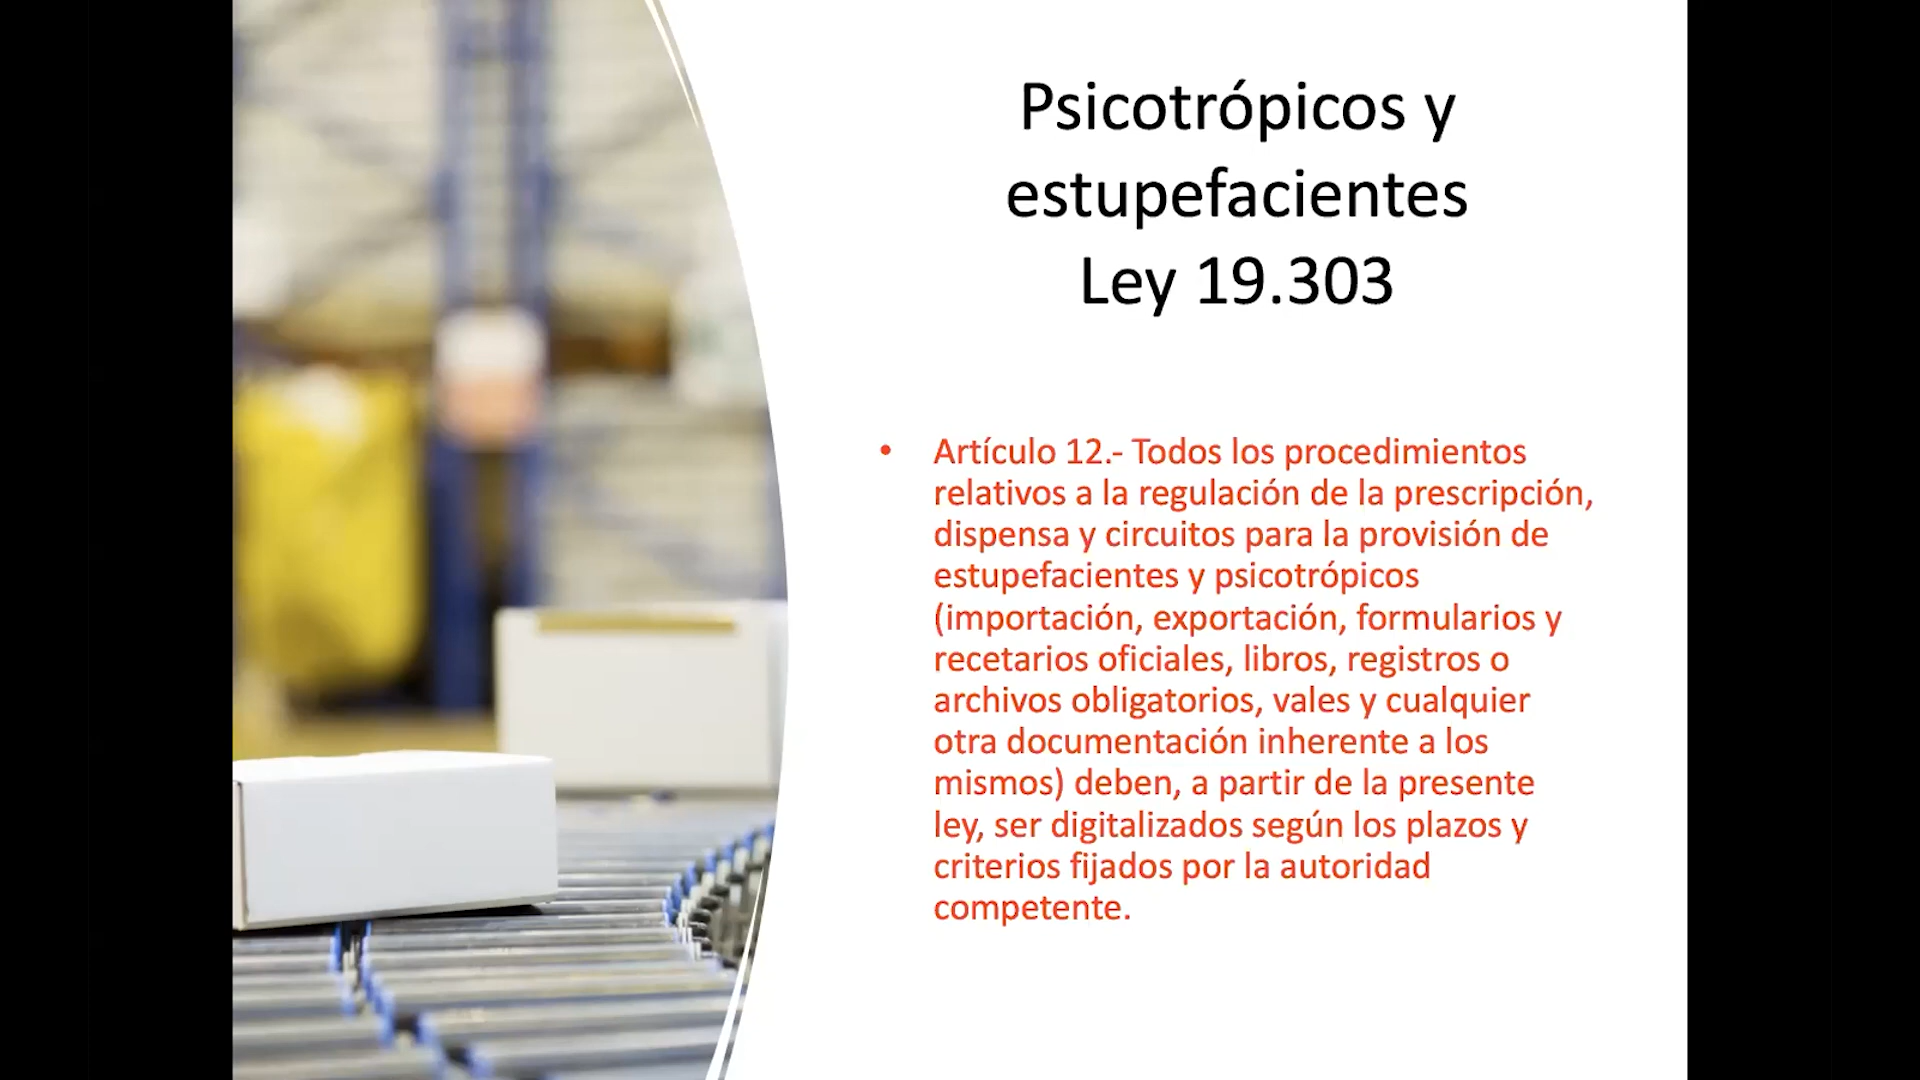 Psicotrópicos y
estupefacientes
Ley 19.303
• Artículo 12.- Todos los procedimientos
relativos a la regulación de la prescripción,
dispensa y circuitos para la provisión de
estupefacientes y psicotrópicos
(importación, exportación, formularios y
recetarios oficiales, libros, registros o
archivos obligatorios, vales y cualquier
otra documentación inherente a los
mismos) deben, a partir de la presente
ley, ser digitalizados según los plazos y
criterios fijados por la autoridad
competente.